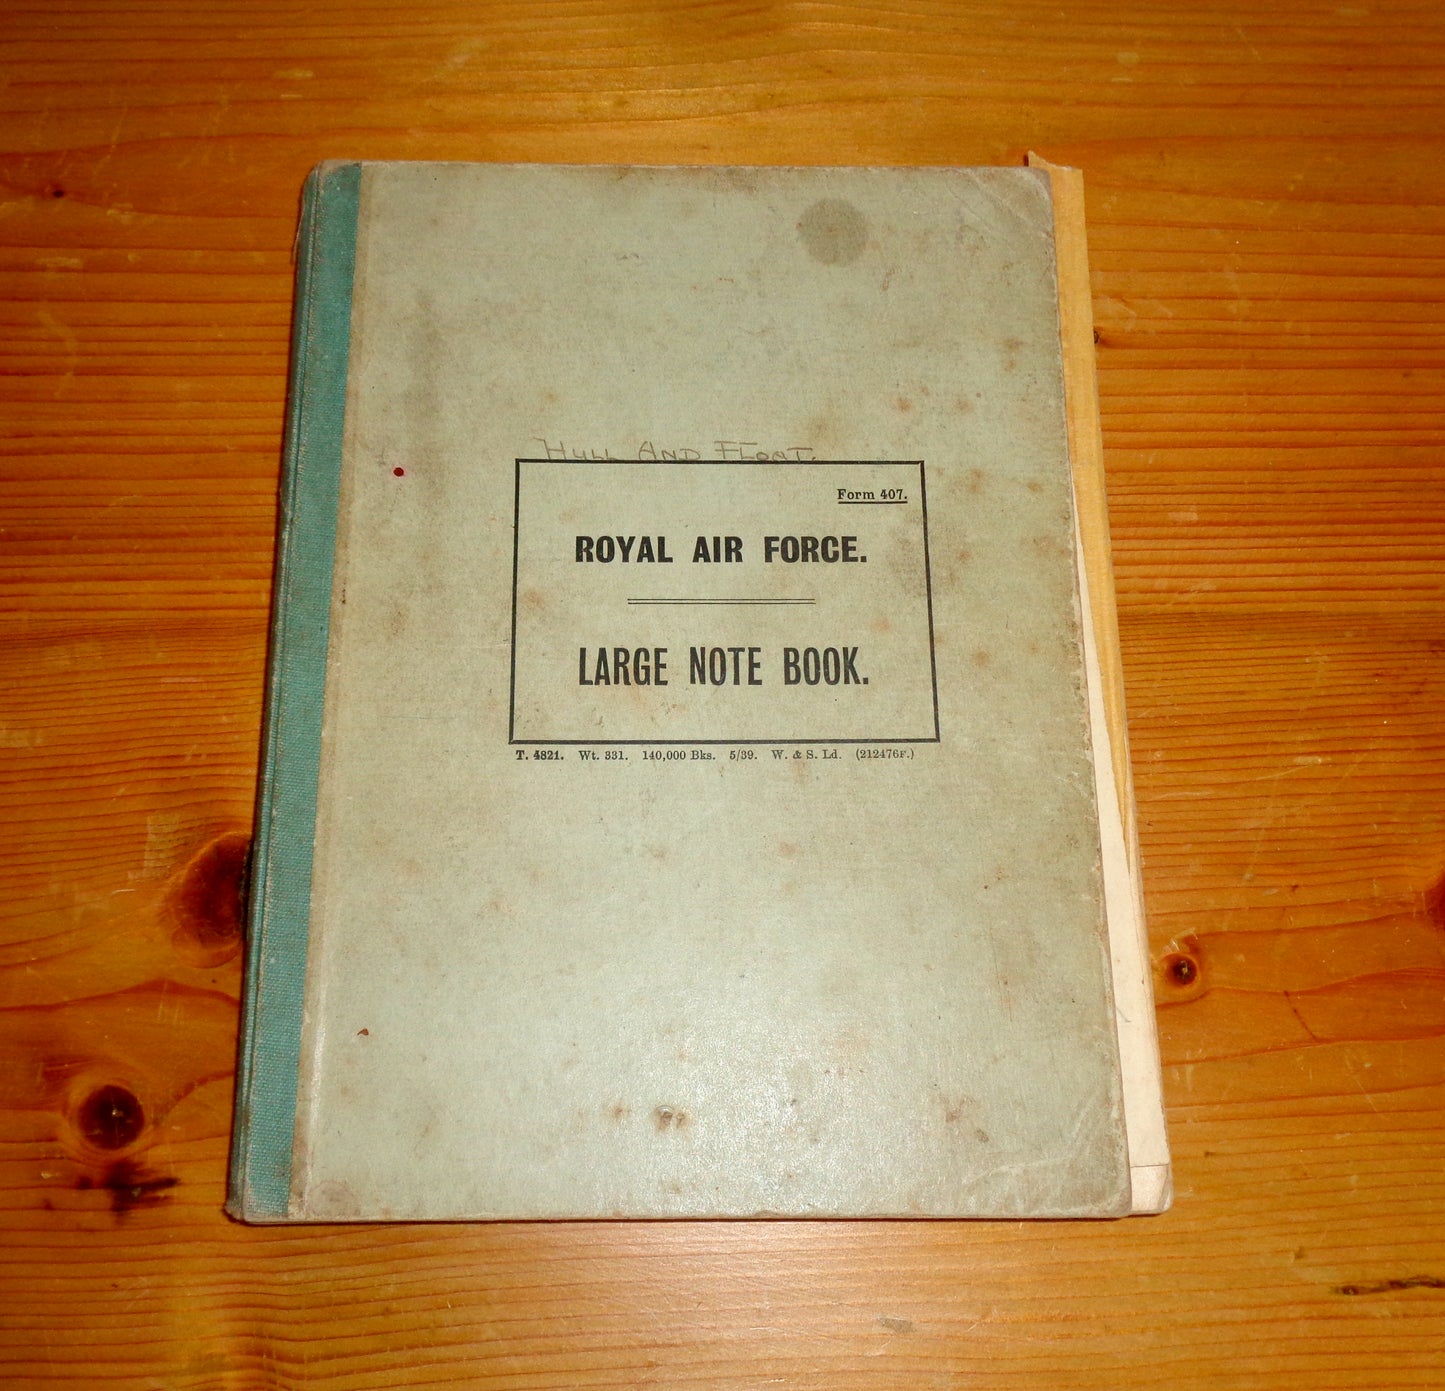 HULL AND FLOAT.
Form 407.
ROYAL AIR FORCE.
LARGE NOTE BOOK.
T. 4821. Wt. 331. 140,000 Bks. 5/39. W. & S. Ld. (212476F.)